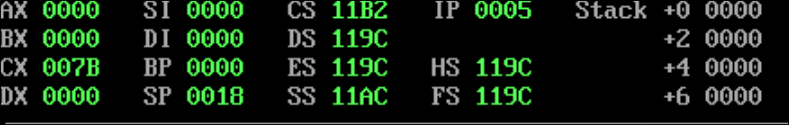 AX 0000 SI 0000 CS 11B2 IP 0005 Stack +0 0000
BX 0000 DI 0000 DS 119C +2 0000
CX 007B BP 0000 ES 119C HS 119C +4 0000
DX 0000 SP 0018 SS 11AC FS 119C +6 0000